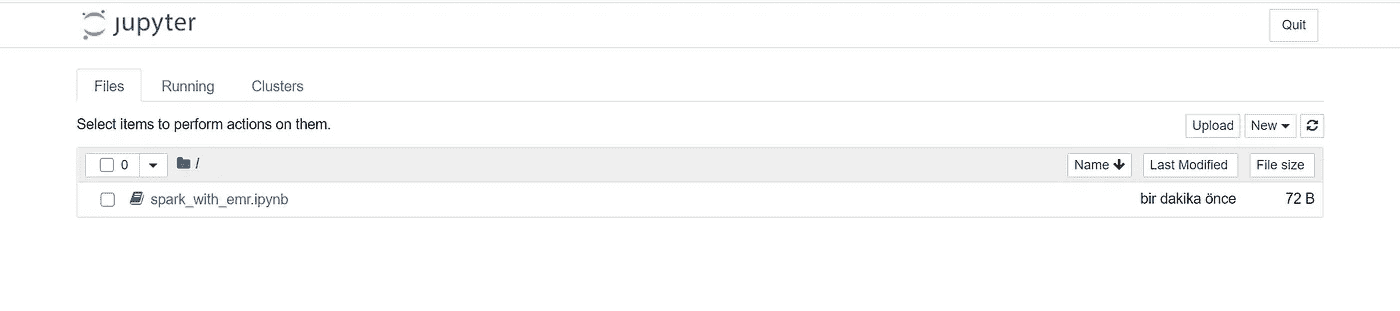 jupyter
Quit
Files Running Clusters
Select items to perform actions on them.
Upload New
0 / Name Last Modified File size
spark_with_emr.ipynb bir dakika önce 72 B